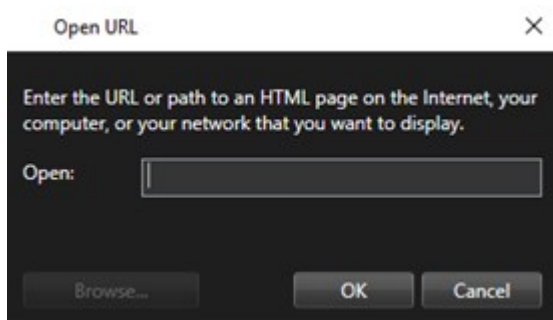 Open URL
Enter the URL or path to an HTML page on the Internet, your
computer, or your network that you want to display.
Open:
Browse...
OK
Cancel